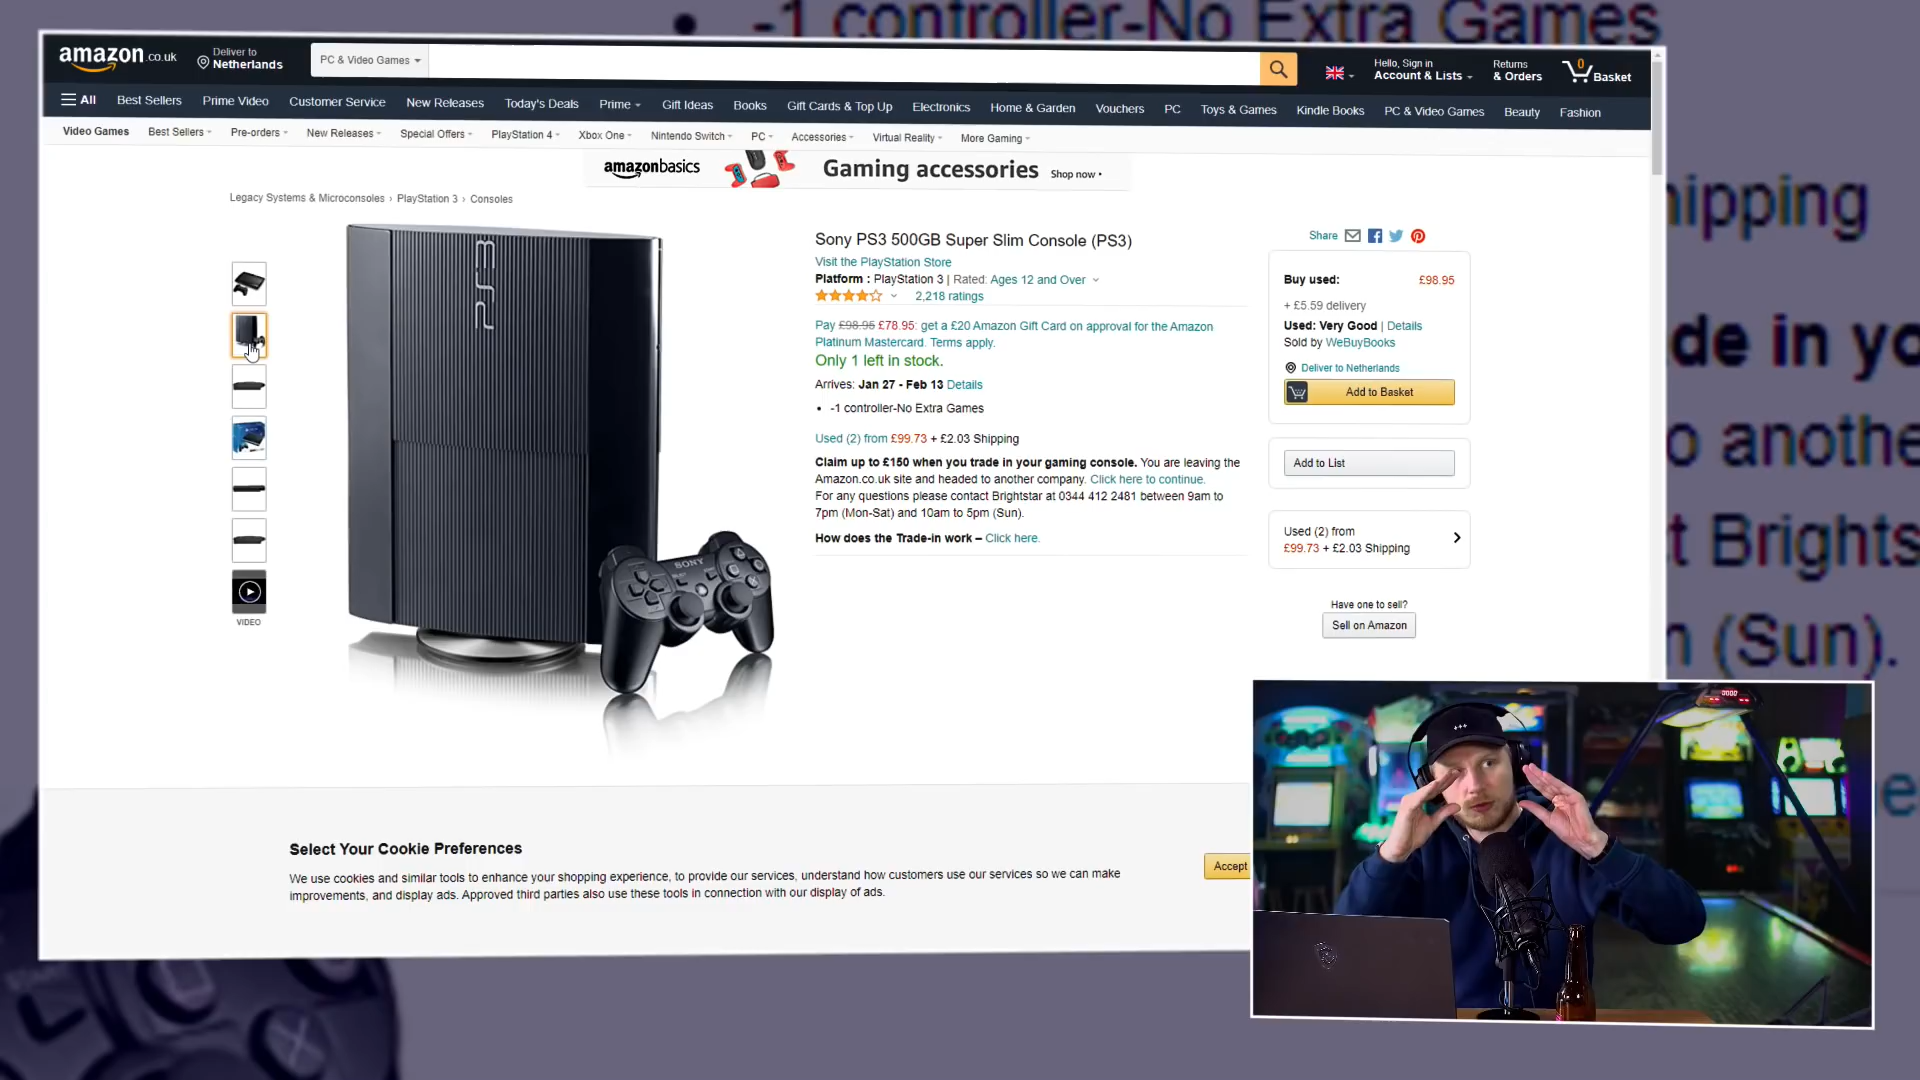 -1 controller-No Extra Games
amazon.co.uk
Deliver to
Netherlands
PC & Video Games
Hello, Sign in
Account & Lists
Returns
& Orders
0
Basket
All
Best Sellers
Prime Video
Customer Service
New Releases
Today's Deals
Prime
Gift Ideas
Books
Gift Cards & Top Up
Electronics
Home & Garden
Vouchers
PC
Toys & Games
Kindle Books
PC & Video Games
Beauty
Fashion
Video Games
Best Sellers
Pre-orders
New Releases
Special Offers
PlayStation 4
Xbox One
Nintendo Switch
PC
Accessories
Virtual Reality
More Gaming
amazonbasics
Gaming accessories
Shop now
Legacy Systems & Microconsoles › PlayStation 3 › Consoles
PS3
SONY
VIDEO
Sony PS3 500GB Super Slim Console (PS3)
Visit the PlayStation Store
Platform : PlayStation 3 | Rated: Ages 12 and Over
2,218 ratings
Pay £98.95 £78.95: get a £20 Amazon Gift Card on approval for the Amazon
Platinum Mastercard. Terms apply.
Only 1 left in stock.
Arrives: Jan 27 - Feb 13 Details
-1 controller-No Extra Games
Used (2) from £99.73 + £2.03 Shipping
Claim up to £150 when you trade in your gaming console. You are leaving the
Amazon.co.uk site and headed to another company. Click here to continue.
For any questions please contact Brightstar at 0344 412 2481 between 9am to
7pm (Mon-Sat) and 10am to 5pm (Sun).
How does the Trade-in work – Click here.
Share
Buy used: £98.95
+ £5.59 delivery
Used: Very Good | Details
Sold by WeBuyBooks
Deliver to Netherlands
Add to Basket
Add to List
Used (2) from
£99.73 + £2.03 Shipping
Have one to sell?
Sell on Amazon
Select Your Cookie Preferences
We use cookies and similar tools to enhance your shopping experience, to provide our services, understand how customers use our services so we can make
improvements, and display ads. Approved third parties also use these tools in connection with our display of ads.
Accept
hipping
de in yo
o anothe
t Brights
(Sun).